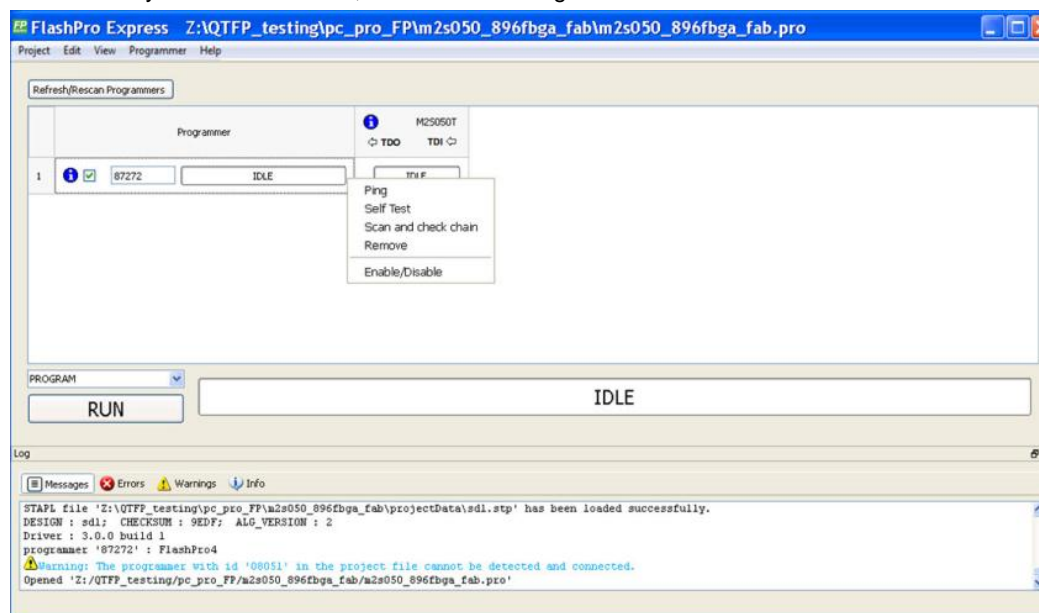 FP FlashPro Express Z:\QTFP_testing\pc_pro_FP\m2s050_896fbga_fab\m2s050_896fbga_fab.pro
Project Edit View Programmer Help
Refresh/Rescan Programmers
Programmer
M2S050T
TDO TDI
1 87272 IDLE IDLE
Ping
Self Test
Scan and check chain
Remove
Enable/Disable
PROGRAM
RUN
IDLE
Log
Messages Errors Warnings Info
STAPL file 'Z:\QTFP_testing\pc_pro_FP\m2s050_896fbga_fab\projectData\sdl.stp' has been loaded successfully.
DESIGN : sdl; CHECKSUM : 9EDF; ALG_VERSION : 2
Driver : 3.0.0 build 1
programmer '87272' : FlashPro4
Warning: The programmer with id '08051' in the project file cannot be detected and connected.
Opened 'Z:/QTFP_testing/pc_pro_FP/m2s050_896fbga_fab/m2s050_896fbga_fab.pro'